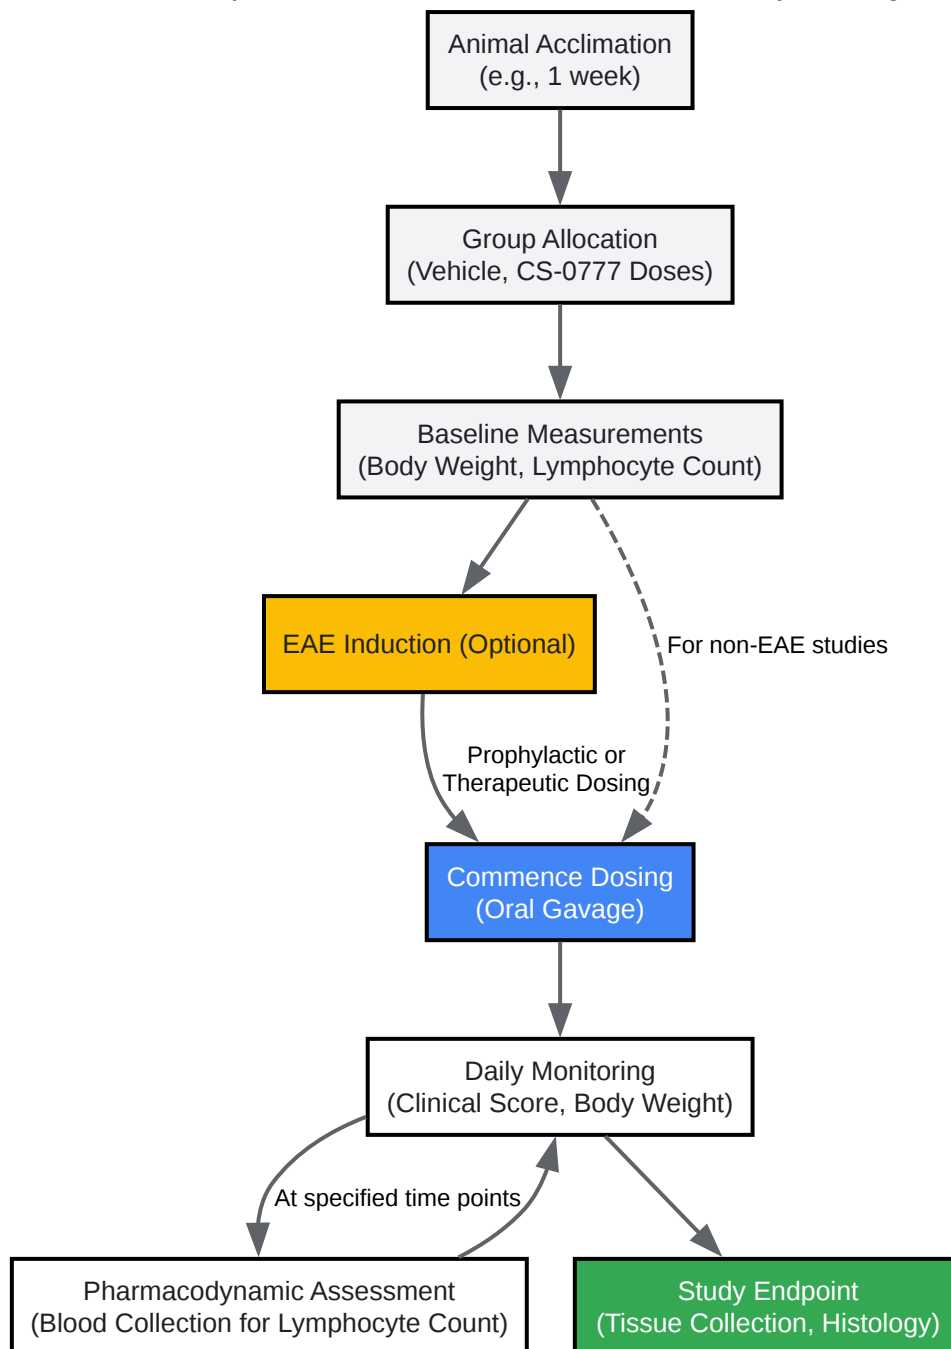 Animal Acclimation
(e.g., 1 week)
Group Allocation
(Vehicle, CS-0777 Doses)
Baseline Measurements
(Body Weight, Lymphocyte Count)
EAE Induction (Optional)
For non-EAE studies
Prophylactic or
Therapeutic Dosing
Commence Dosing
(Oral Gavage)
Daily Monitoring
(Clinical Score, Body Weight)
At specified time points
Pharmacodynamic Assessment
(Blood Collection for Lymphocyte Count)
Study Endpoint
(Tissue Collection, Histology)